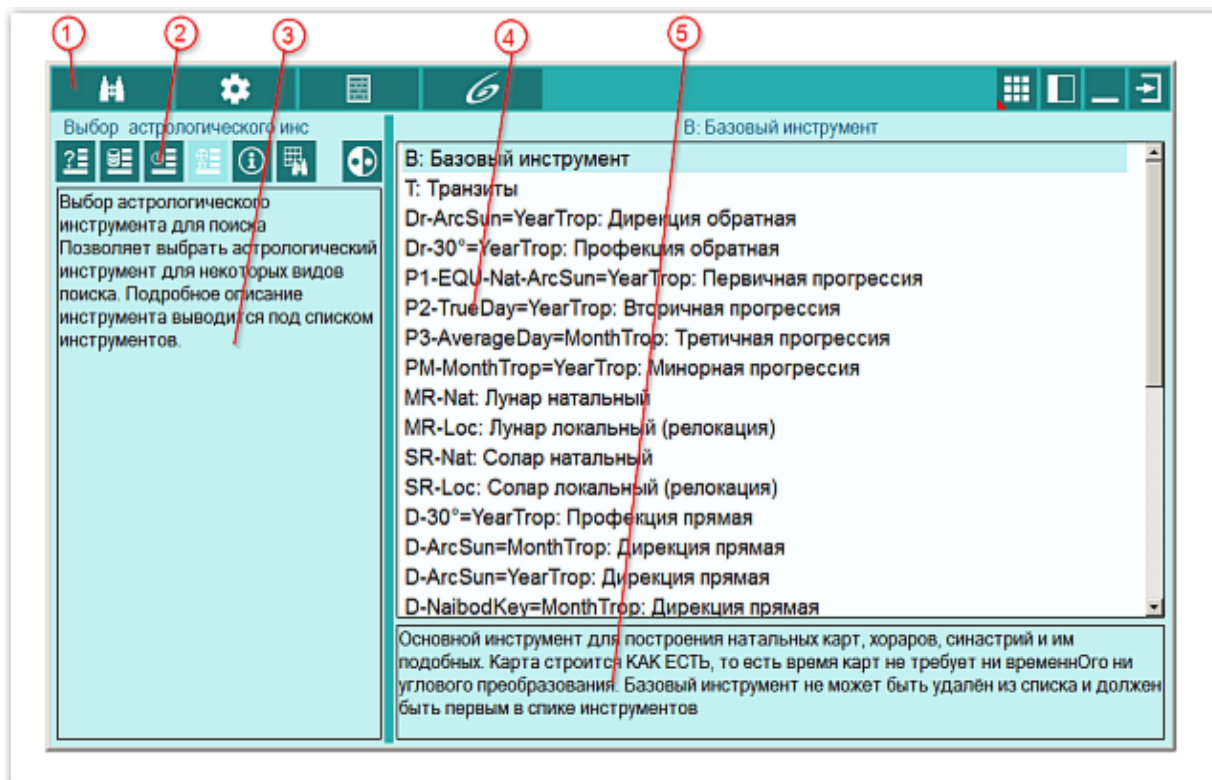 1 2 3 4 5
Выбор астрологического инс
В: Базовый инструмент
Выбор астрологического
инструмента для поиска
Позволяет выбрать астрологический
инструмент для некоторых видов
поиска. Подробное описание
инструмента выводится под списком
инструментов.
В: Базовый инструмент
Т: Транзиты
Dr-ArcSun=YearTrop: Дирекция обратная
Dr-30°=YearTrop: Профекция обратная
P1-EQU-Nat-ArcSun=YearTrop: Первичная прогрессия
P2-TrueDay=YearTrop: Вторичная прогрессия
P3-AverageDay=MonthTrop: Третичная прогрессия
PM-MonthTrop=YearTrop: Минорная прогрессия
MR-Nat: Лунар натальный
MR-Loc: Лунар локальный (релокация)
SR-Nat: Солар натальный
SR-Loc: Солар локальный (релокация)
D-30°=YearTrop: Профекция прямая
D-ArcSun=MonthTrop: Дирекция прямая
D-ArcSun=YearTrop: Дирекция прямая
D-NaibodKey=MonthTrop: Дирекция прямая
Основной инструмент для построения натальных карт, хораров, синастрий и им
подобных. Карта строится КАК ЕСТЬ, то есть время карт не требует ни временнОго ни
углового преобразования. Базовый инструмент не может быть удалён из списка и должен
быть первым в спике инструментов